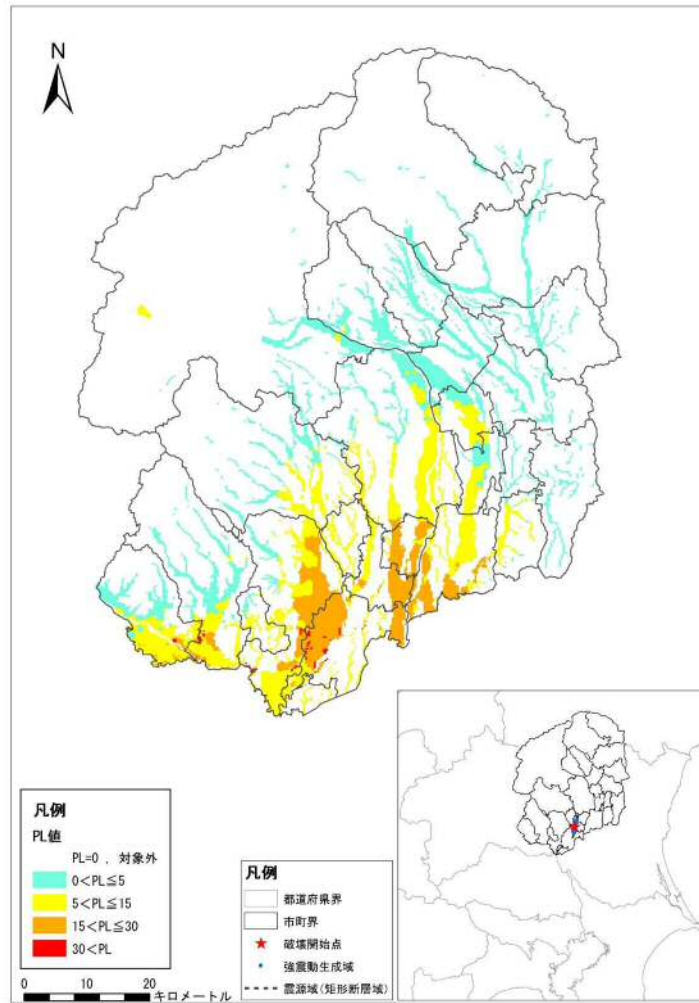 N
凡例
PL値
PL=0 , 対象外
0<PL≦5
5<PL≦15
15<PL≦30
30<PL
0 10 20
キロメートル
凡例
都道府県界
市町界
破壊開始点
強震動生成域
震源域(矩形断層域)